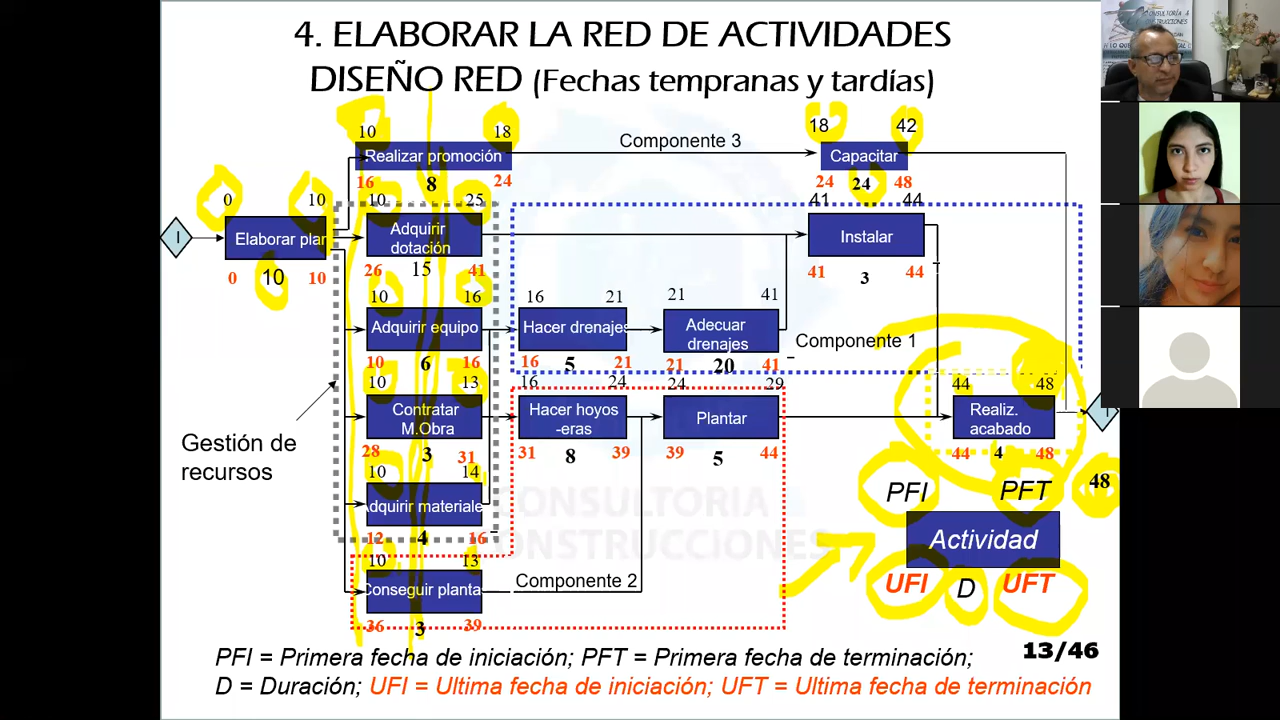 4. ELABORAR LA RED DE ACTIVIDADES
DISEÑO RED (Fechas tempranas y tardías)
10 18
Componente 3
18 42
Realizar promoción
Capacitar
16 8 24
24 24 48
0 10
10 25
41 44
I
Elaborar plan
Adquirir
dotación
Instalar
0 10 10
26 15 41
41 3 44
10 16
16 21
21 41
Adquirir equipo
Hacer drenajes
Adecuar
drenajes
Componente 1
10 6 16
16 5 21
21 20 41
10 13
16 24
24 29
44 48
Contratar
M.Obra
Hacer hoyos
-eras
Plantar
Realiz.
acabado
28 3 31
31 8 39
39 5 44
44 4 48
Gestión de
recursos
10 14
dquirir materiale
12 4 16
PFI PFT
48
Actividad
UFI D UFT
10 13
Conseguir planta
Componente 2
36 3 39
CONSULTORIA &
ONSTRUCCIONES
13/46
PFI = Primera fecha de iniciación; PFT = Primera fecha de terminación;
D = Duración; UFI = Ultima fecha de iniciación; UFT = Ultima fecha de terminación